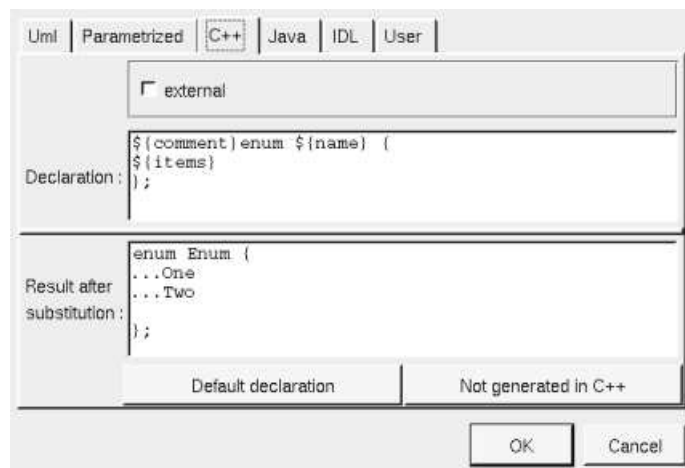 Uml Parametrized C++ Java IDL User
external
Declaration :
${comment}enum ${name} {
${items}
};
Result after
substitution :
enum Enum {
...One
...Two
};
Default declaration Not generated in C++
OK Cancel